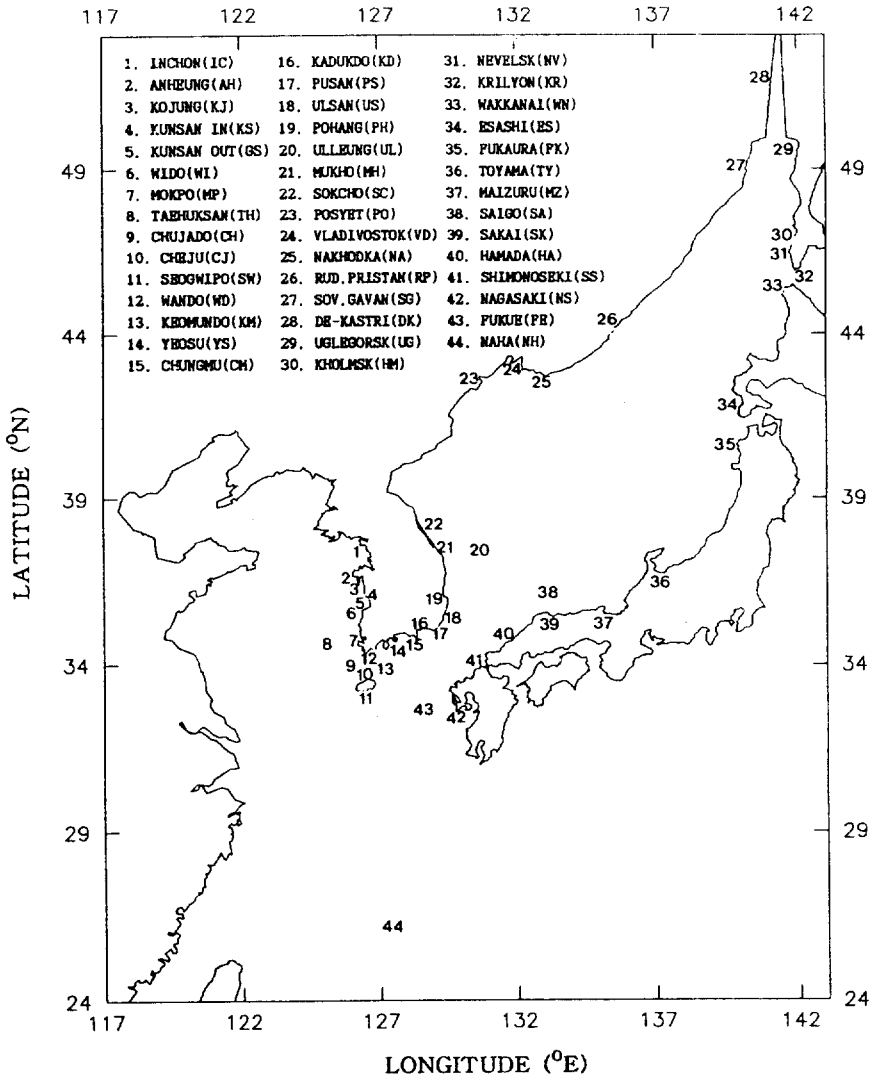 117 122 127 132 137 142
1. INCHON(IC) 16. KADUKDO(KD) 31. NEVELSK(NV)
2. ANHEUNG(AH) 17. PUSAN(PS) 32. KRILYON(KR)
3. KOJUNG(KJ) 18. ULSAN(US) 33. WAKKANAI(WN)
4. KUNSAN IN(KS) 19. POHANG(PH) 34. ESASHI(ES)
5. KUNSAN OUT(GS) 20. ULLEUNG(UL) 35. FUKAURA(FK)
6. WIDO(WI) 21. MUKHO(MH) 36. TOYAMA(TY)
7. MOKPO(MP) 22. SOKCHO(SC) 37. MAIZURU(MZ)
8. TAEHUKSAN(TH) 23. POSYET(PO) 38. SAIGO(SA)
9. CHUJADO(CH) 24. VLADIVOSTOK(VD) 39. SAKAI(SK)
10. CHEJU(CJ) 25. NAKHODKA(NA) 40. HAMADA(HA)
11. SEOGWIPO(SW) 26. RUD.PRISTAN(RP) 41. SHIMONOSEKI(SS)
12. WANDO(WD) 27. SOV.GAVAN(SG) 42. NAGASAKI(NS)
13. KEOMUNDO(KM) 28. DE-KASTRI(DK) 43. FUKUE(FE)
14. YEOSU(YS) 29. UGLEGORSK(UG) 44. NAHA(NH)
15. CHUNGMU(CM) 30. KHOLMSK(HM)
28
29
27
49 49
30
31
32
33
26
44 44
24
23 25
34
35
39 39
22
21 20
1
2
3
4
36
38
19
5
6
18
16
39 37
17
40
7
15
8 14
12
41
34 34
9
13
10
11
43
42
29 29
44
24 24
117 122 127 132 137 142
LATITUDE (ºN)
LONGITUDE (ºE)